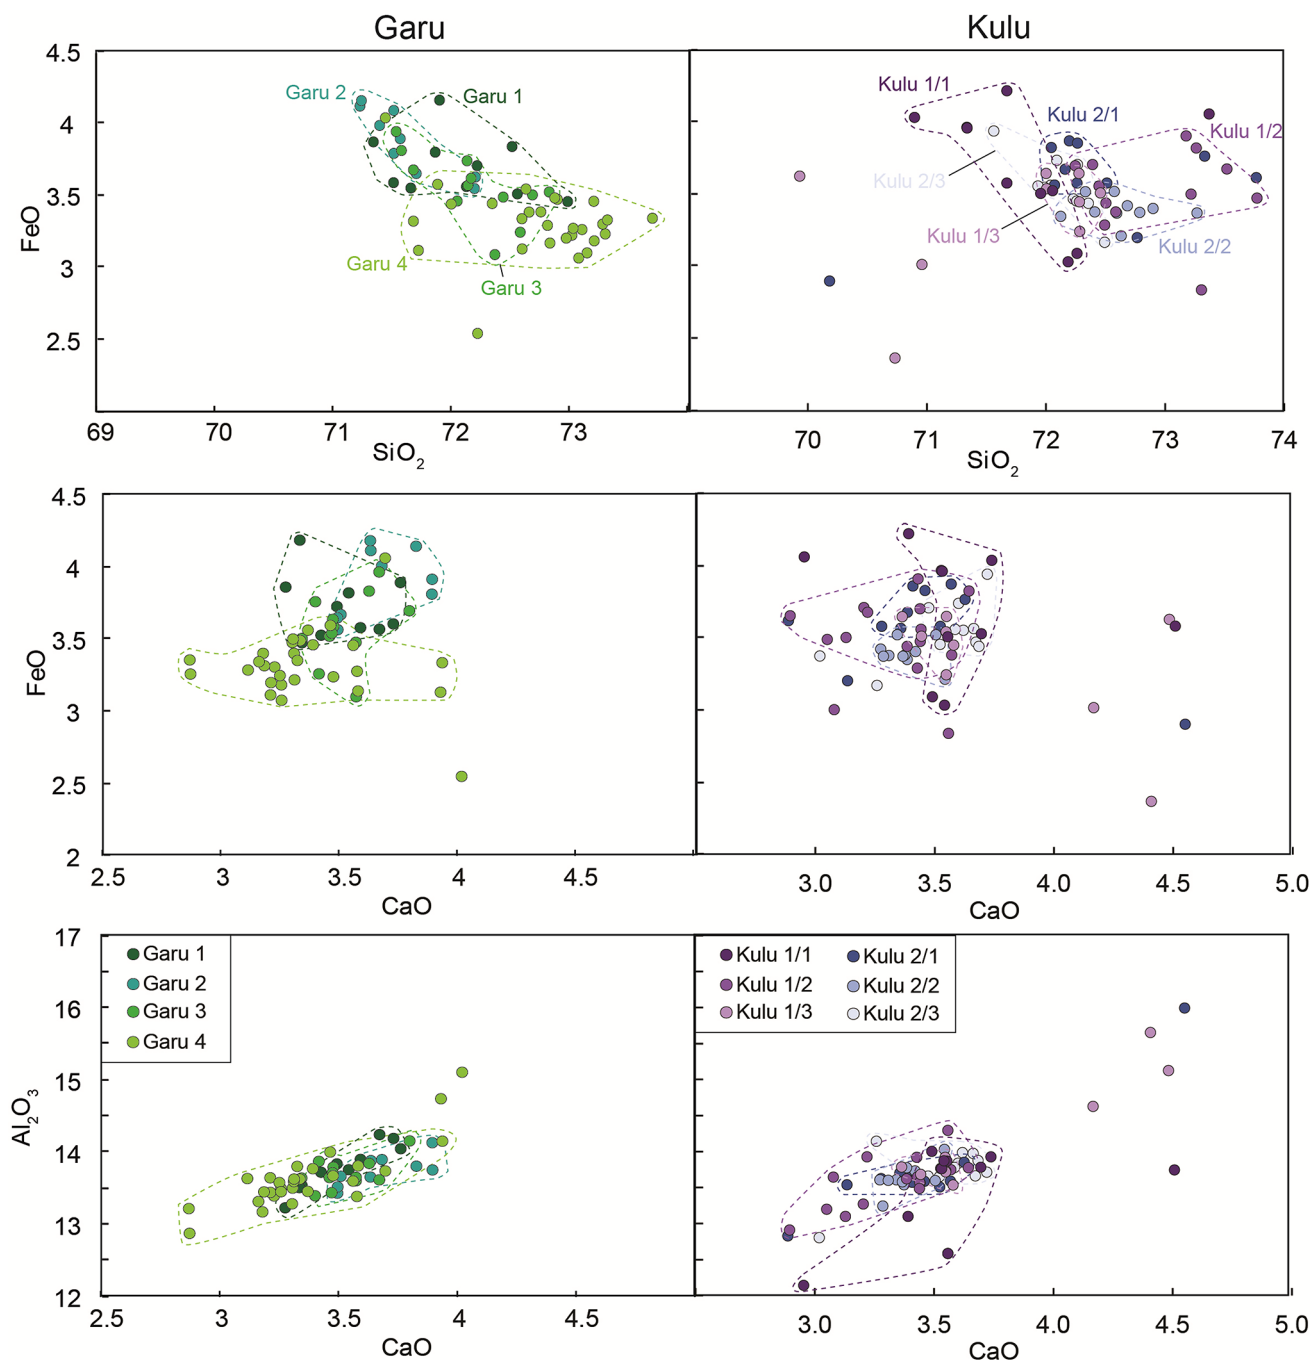 Garu
Kulu
4.5
4
3.5
3
2.5
FeO
Garu 2
Garu 1
Garu 4
Garu 3
69
70
71
72
73
SiO2
Kulu 1/1
Kulu 2/1
Kulu 1/2
Kulu 2/3
Kulu 1/3
Kulu 2/2
70
71
72
73
74
SiO2
4.5
4
3.5
3
2.5
2
FeO
2.5
3
3.5
4
4.5
CaO
3.0
3.5
4.0
4.5
5.0
CaO
17
16
15
14
13
12
Al2O3
Garu 1
Garu 2
Garu 3
Garu 4
2.5
3
3.5
4
4.5
CaO
Kulu 1/1
Kulu 2/1
Kulu 1/2
Kulu 2/2
Kulu 1/3
Kulu 2/3
3.0
3.5
4.0
4.5
5.0
CaO